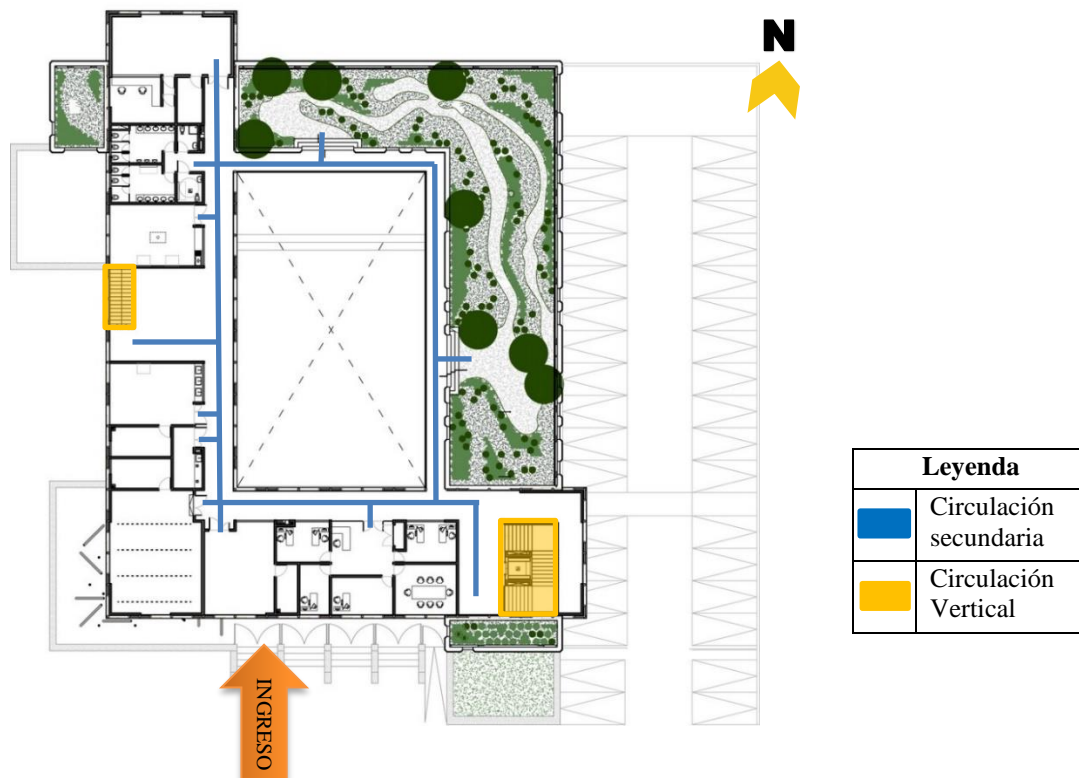 N
Leyenda
Circulación
secundaria
Circulación
Vertical
INGRESO